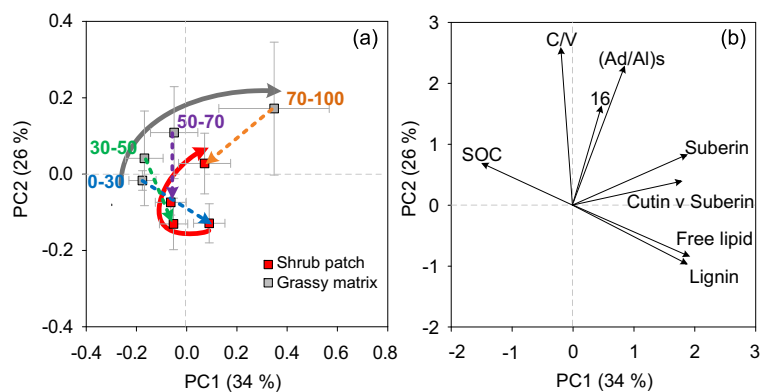 (a)
70-100
50-70
30-50
0-30
Shrub patch
Grassy matrix
0.4
0.2
0.0
-0.2
-0.4
PC2 (26 %)
-0.4 -0.2 0.0 0.2 0.4 0.6 0.8
PC1 (34 %)
(b)
C/V
(Ad/Al)s
16
SOC
Suberin
Cutin v Suberin
Free lipid
Lignin
3
2
1
0
-1
-2
PC2 (26 %)
-2 -1 0 1 2 3
PC1 (34 %)